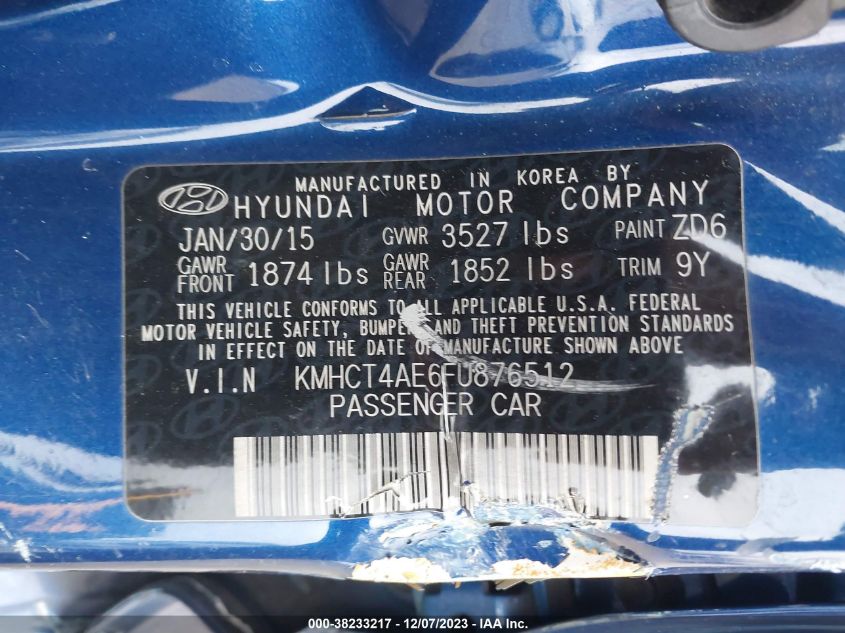 MANUFACTURED IN KOREA BY
HYUNDAI MOTOR COMPANY
JAN/30/15 GVWR 3527 lbs PAINT ZD6
GAWR FRONT 1874 lbs GAWR REAR 1852 lbs TRIM 9Y
THIS VEHICLE CONFORMS TO ALL APPLICABLE U.S.A. FEDERAL
MOTOR VEHICLE SAFETY, BUMPER, AND THEFT PREVENTION STANDARDS
IN EFFECT ON THE DATE OF MANUFACTURE SHOWN ABOVE
V.I.N KMHCT4AE6FU876512
PASSENGER CAR
000-38233217 - 12/07/2023 - IAA Inc.